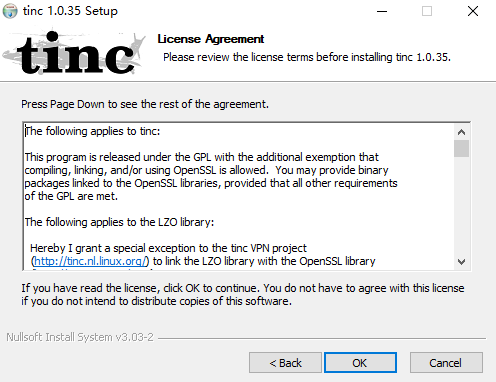 tinc 1.0.35 Setup
tinc
License Agreement
Please review the license terms before installing tinc 1.0.35.
Press Page Down to see the rest of the agreement.
The following applies to tinc:
This program is released under the GPL with the additional exemption that
compiling, linking, and/or using OpenSSL is allowed.  You may provide binary
packages linked to the OpenSSL libraries, provided that all other requirements
of the GPL are met.
The following applies to the LZO library:
Hereby I grant a special exception to the tinc VPN project
(http://tinc.nl.linux.org/) to link the LZO library with the OpenSSL library
If you have read the license, click OK to continue. You do not have to agree with this license
if you do not intend to distribute copies of this software.
Nullsoft Install System v3.03-2
< Back
OK
Cancel